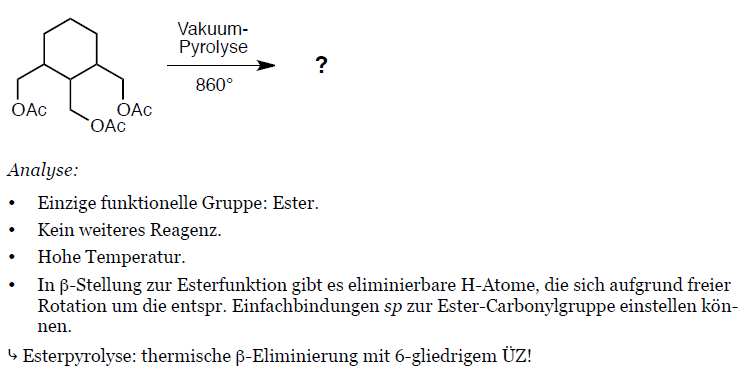 Vakuum-
Pyrolyse
860°
?
OAc
OAc
OAc
Analyse:
• Einzige funktionelle Gruppe: Ester.
• Kein weiteres Reagenz.
• Hohe Temperatur.
• In β-Stellung zur Esterfunktion gibt es eliminierbare H-Atome, die sich aufgrund freier
Rotation um die entspr. Einfachbindungen sp zur Ester-Carbonylgruppe einstellen kön-
nen.
↳ Esterpyrolyse: thermische β-Eliminierung mit 6-gliedrigem ÜZ!